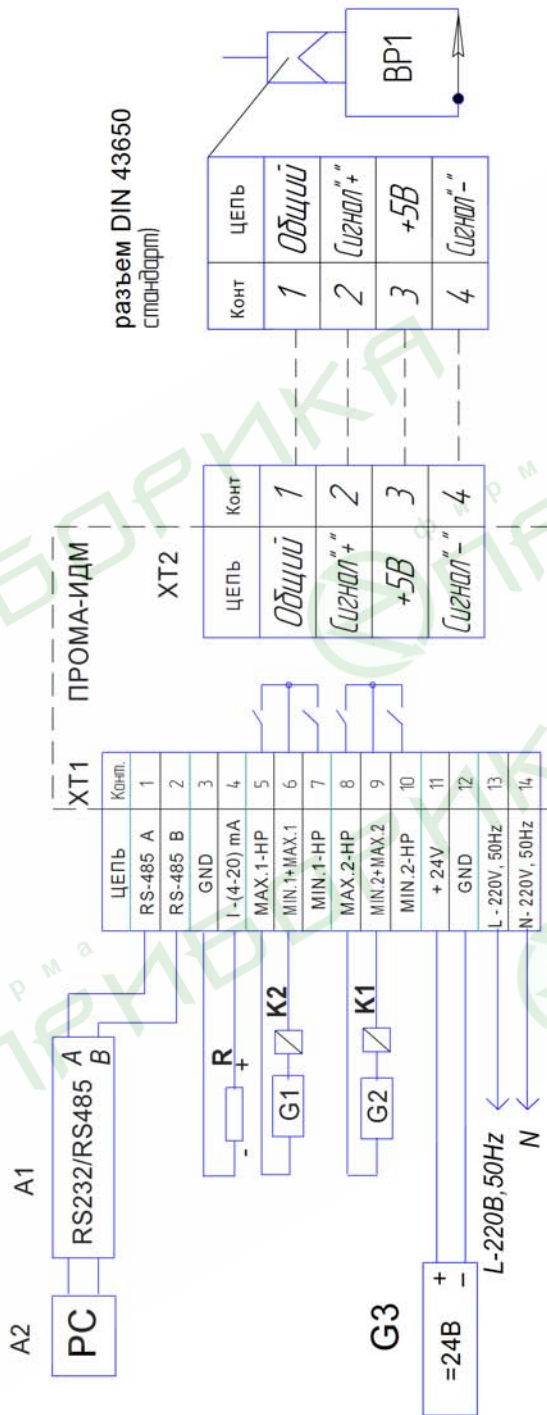 разъем DIN 43650
стандарт)
ПРОМА-ИДМ
A2
A1
PC
RS232/RS485
A
B
R
+
-
G1
K2
G2
K1
G3
=24В
+
−
L-220В,50Hz
N
XT1
ЦЕПЬ Конт.
RS-485 A 1
RS-485 B 2
GND 3
I - (4-20) mA 4
MAX.1-HP 5
MIN.1+MAX.1 6
MIN.1-HP 7
MAX.2-HP 8
MIN.2+MAX.2 9
MIN.2-HP 10
+ 24V 11
GND 12
L - 220V, 50Hz 13
N- 220V, 50Hz 14
XT2
ЦЕПЬ Конт
Общий 1
Сигнал"+" 2
+5В 3
Сигнал"-" 4
Конт ЦЕПЬ
1 Общий
2 Сигнал"+"
3 +5В
4 Сигнал"-"
BP1